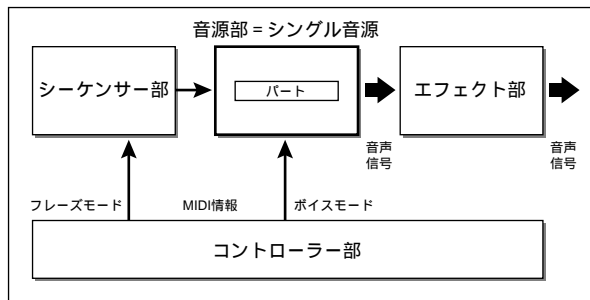 音源部 = シングル音源
シーケンサー部
パート
エフェクト部
音声
信号
音声
信号
フレーズモード
MIDI情報
ボイスモード
コントローラー部